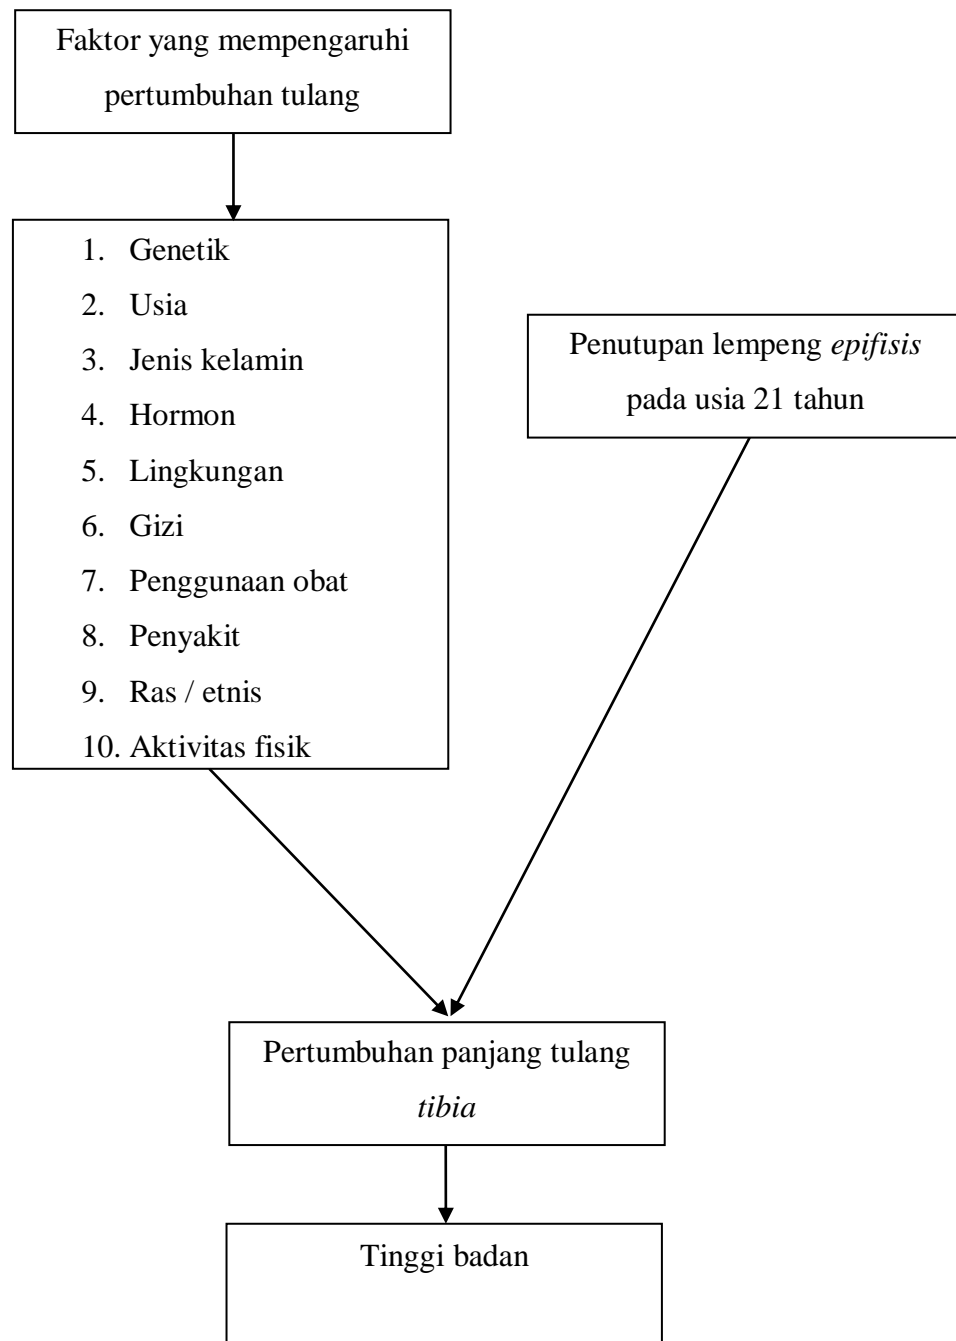 Faktor yang mempengaruhi
pertumbuhan tulang
1. Genetik
2. Usia
3. Jenis kelamin
4. Hormon
5. Lingkungan
6. Gizi
7. Penggunaan obat
8. Penyakit
9. Ras / etnis
10. Aktivitas fisik
Penutupan lempeng epifisis
pada usia 21 tahun
Pertumbuhan panjang tulang
tibia
Tinggi badan